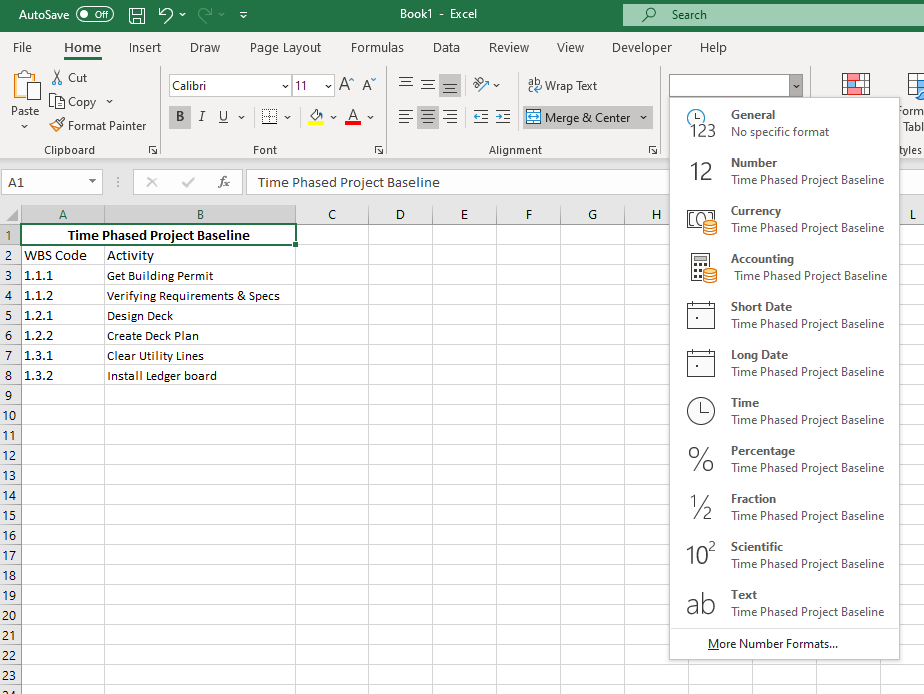 AutoSave Off Book1 - Excel Search
File Home Insert Draw Page Layout Formulas Data Review View Developer Help
Paste
Cut
Copy
Format Painter
Clipboard
Calibri 11 A A
B I U A
Font
ab Wrap Text
Merge & Center
Alignment
A1 fx Time Phased Project Baseline
A B C D E F G H L
1 Time Phased Project Baseline
2 WBS Code Activity
3 1.1.1 Get Building Permit
4 1.1.2 Verifying Requirements & Specs
5 1.2.1 Design Deck
6 1.2.2 Create Deck Plan
7 1.3.1 Clear Utility Lines
8 1.3.2 Install Ledger board
9
10
11
12
13
14
15
16
17
18
19
20
21
22
23
123 General
No specific format
12 Number
Time Phased Project Baseline
Currency
Time Phased Project Baseline
Accounting
Time Phased Project Baseline
Short Date
Time Phased Project Baseline
Long Date
Time Phased Project Baseline
Time
Time Phased Project Baseline
% Percentage
Time Phased Project Baseline
½ Fraction
Time Phased Project Baseline
10² Scientific
Time Phased Project Baseline
ab Text
Time Phased Project Baseline
More Number Formats...